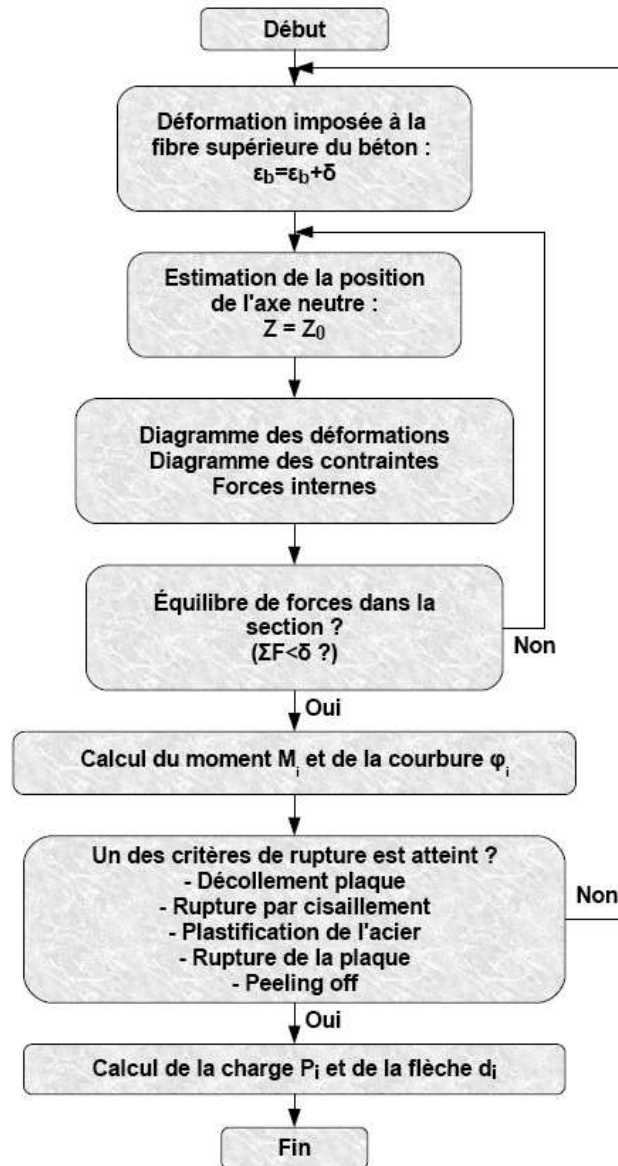 Début
Déformation imposée à la
fibre supérieure du béton :
εb=εb+δ
Estimation de la position
de l'axe neutre :
Z = Z0
Diagramme des déformations
Diagramme des contraintes
Forces internes
Équilibre de forces dans la
section ?
(ΣF<δ ?)
Non
Oui
Calcul du moment Mi et de la courbure φi
Un des critères de rupture est atteint ?
- Décollement plaque
- Rupture par cisaillement
- Plastification de l'acier
- Rupture de la plaque
- Peeling off
Non
Oui
Calcul de la charge Pi et de la flèche di
Fin